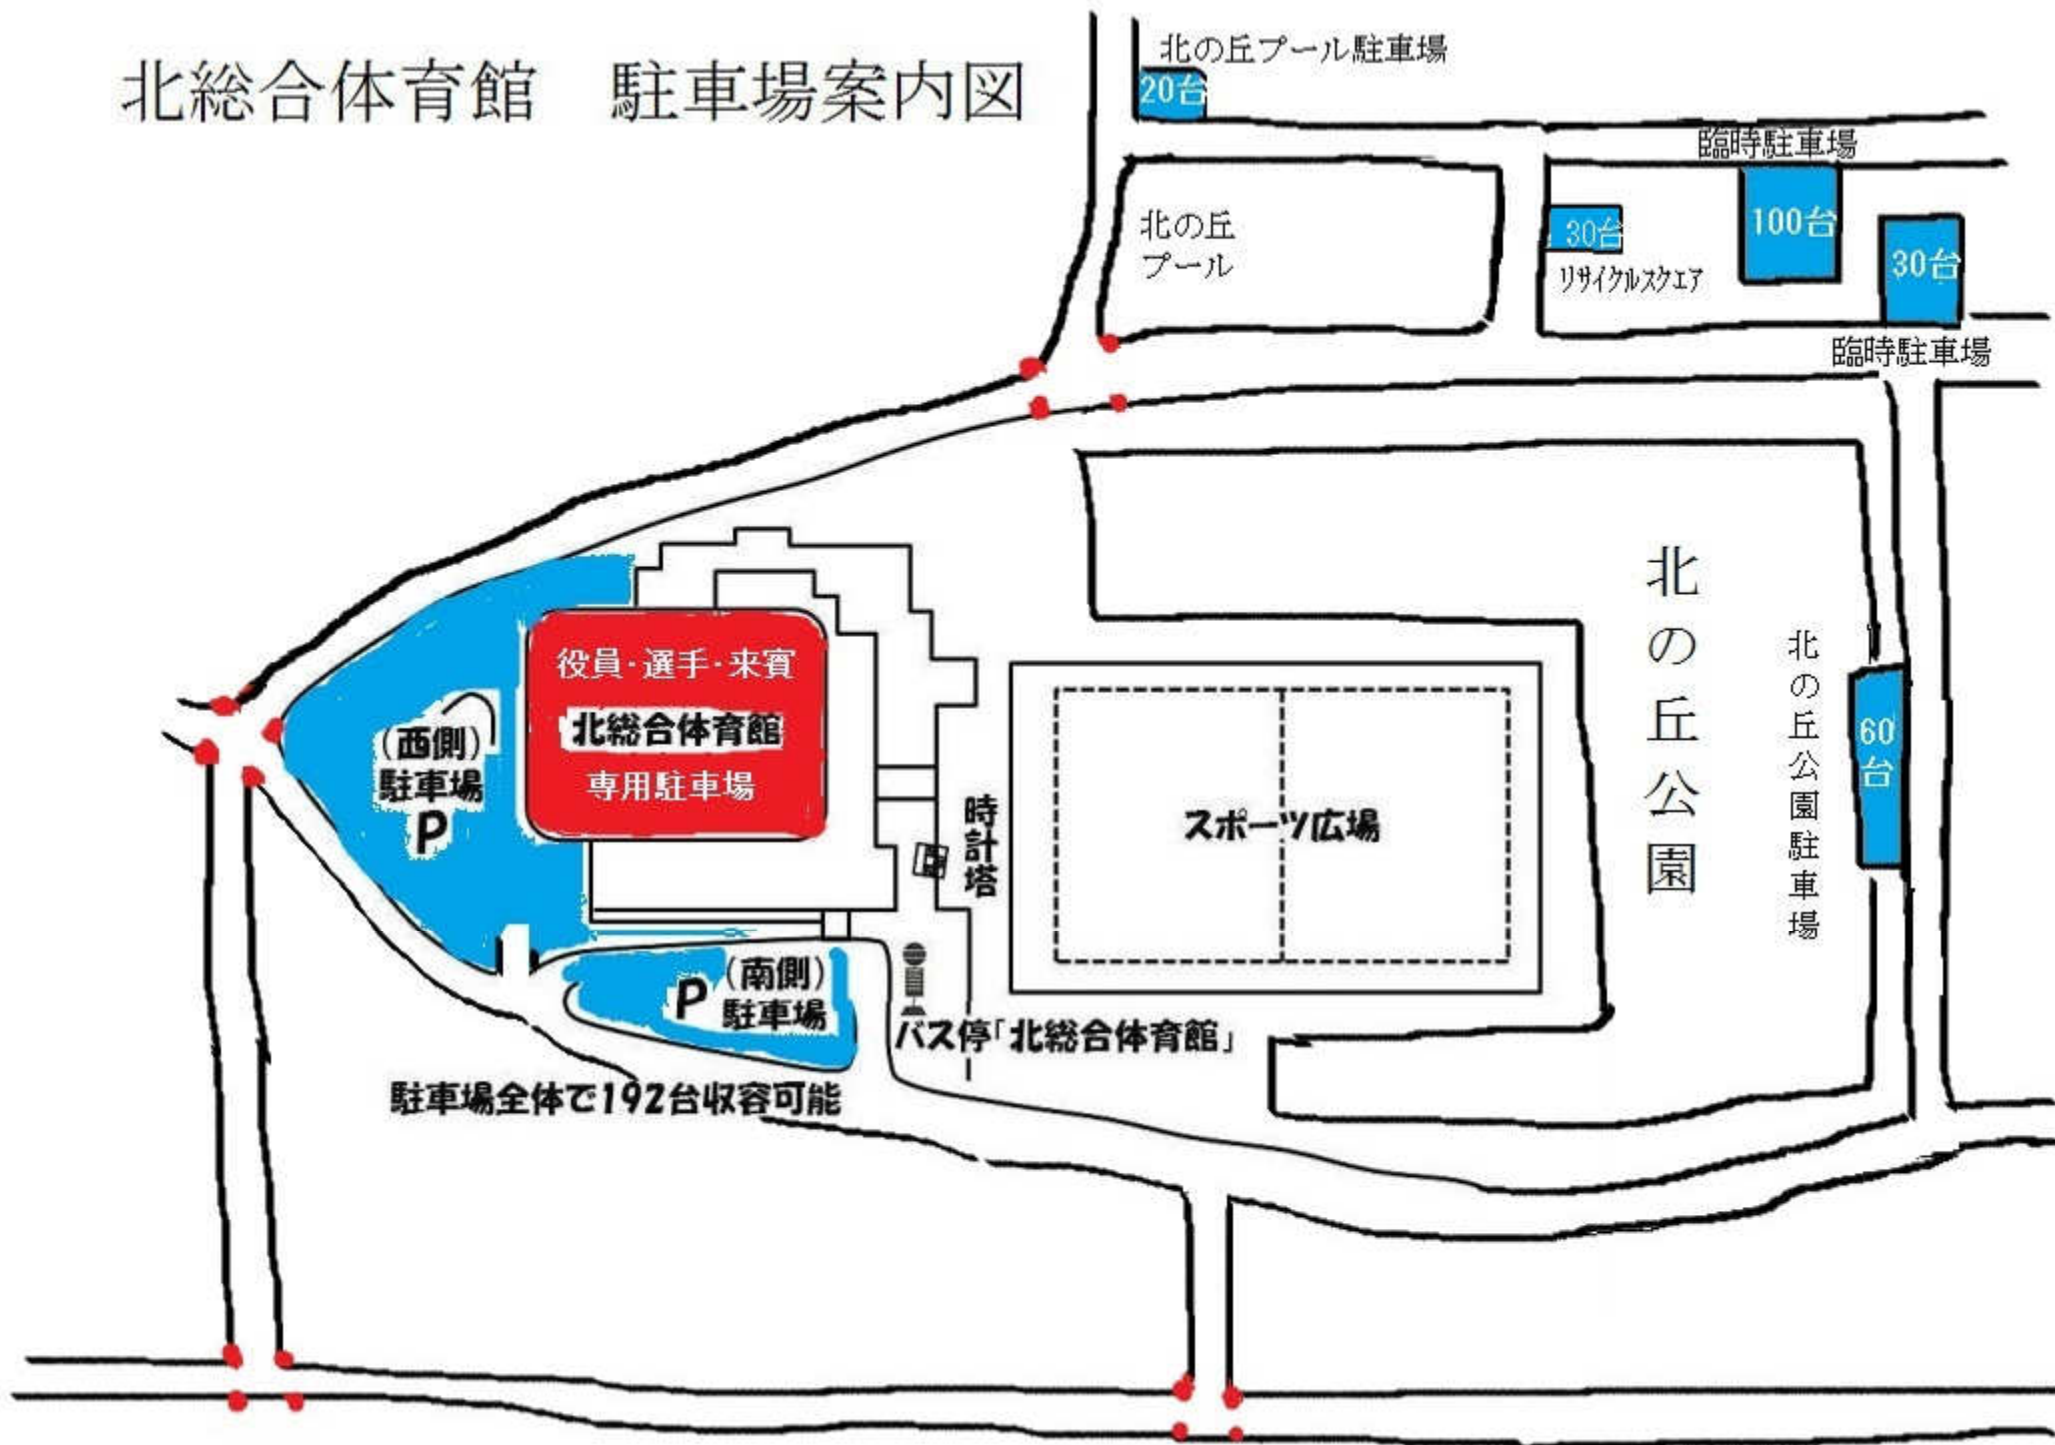 北総合体育館　駐車場案内図
北の丘プール駐車場
20台
臨時駐車場
100台
30台
30台
リサイクルスクエア
臨時駐車場
北の丘
プール
北の丘公園
北の丘公園駐車場
60
台
役員・選手・来賓
北総合体育館
専用駐車場
(西側)
駐車場
P
時計塔
スポーツ広場
(南側)
P 駐車場
バス停「北総合体育館」
駐車場全体で192台収容可能